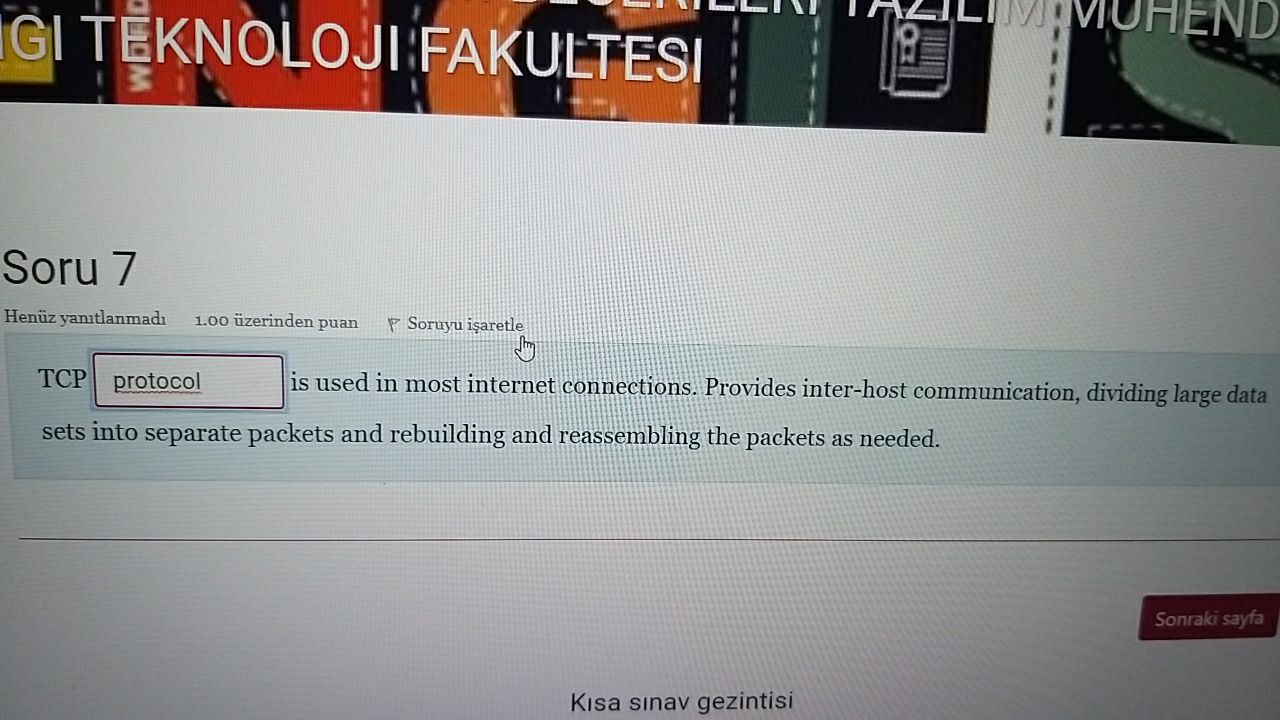 YAZILIM MÜHEND
IGI TEKNOLOJI FAKULTESI
Soru 7
Henüz yanıtlanmadı 1.00 üzerinden puan Soruyu işaretle
TCP protocol is used in most internet connections. Provides inter-host communication, dividing large data
sets into separate packets and rebuilding and reassembling the packets as needed.
Sonraki sayfa
Kısa sınav gezintisi